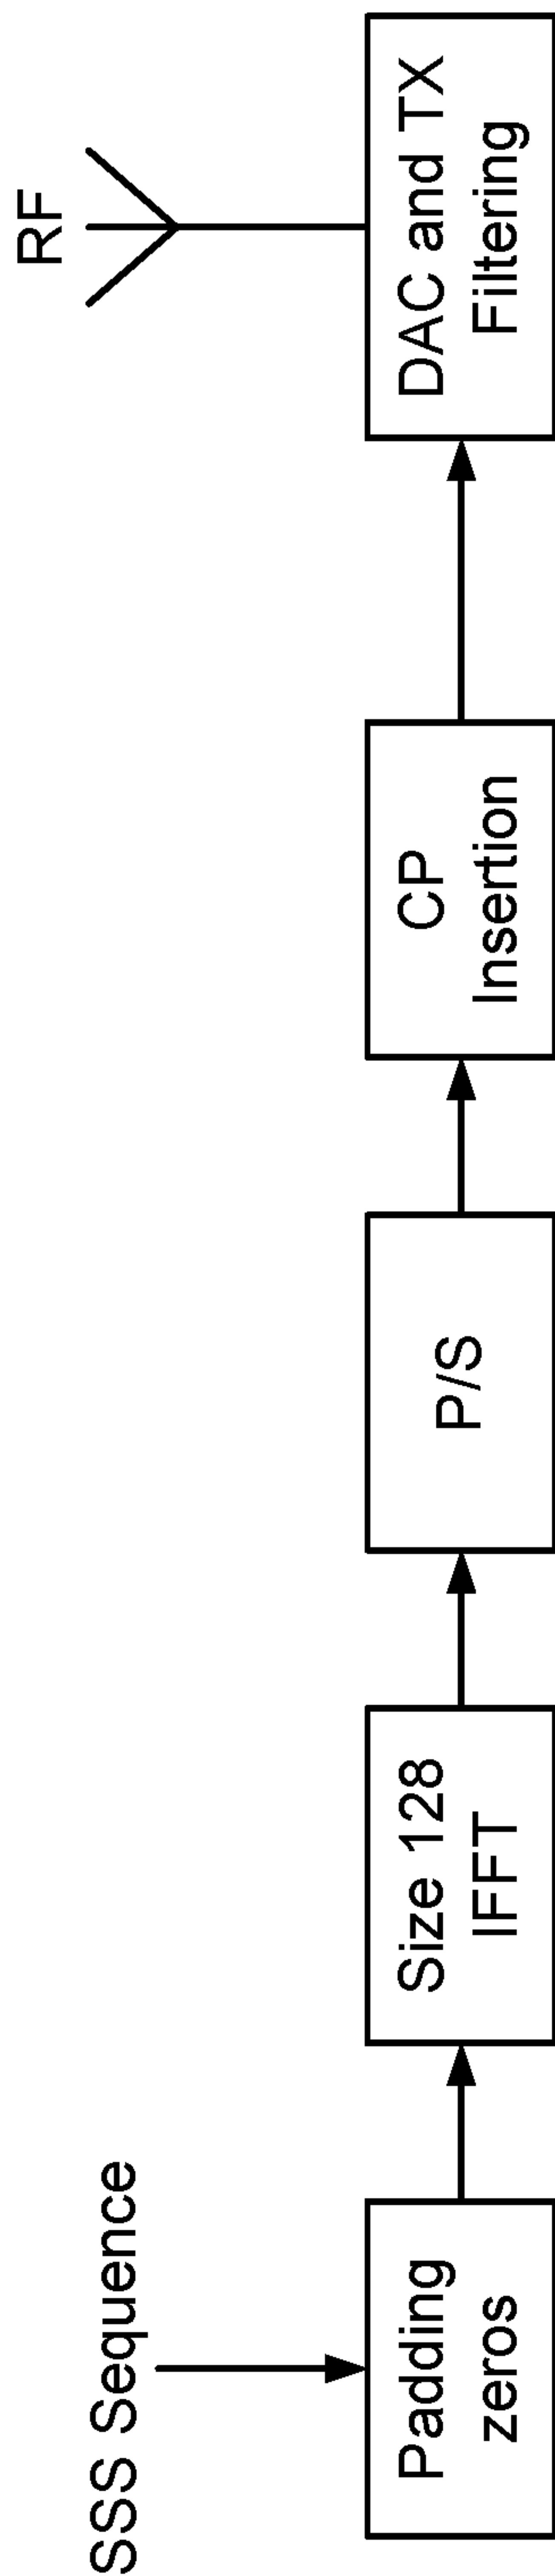 SSS Sequence
Padding
zeros
Size 128
IFFT
P/S
CP
Insertion
DAC and TX
Filtering
RF